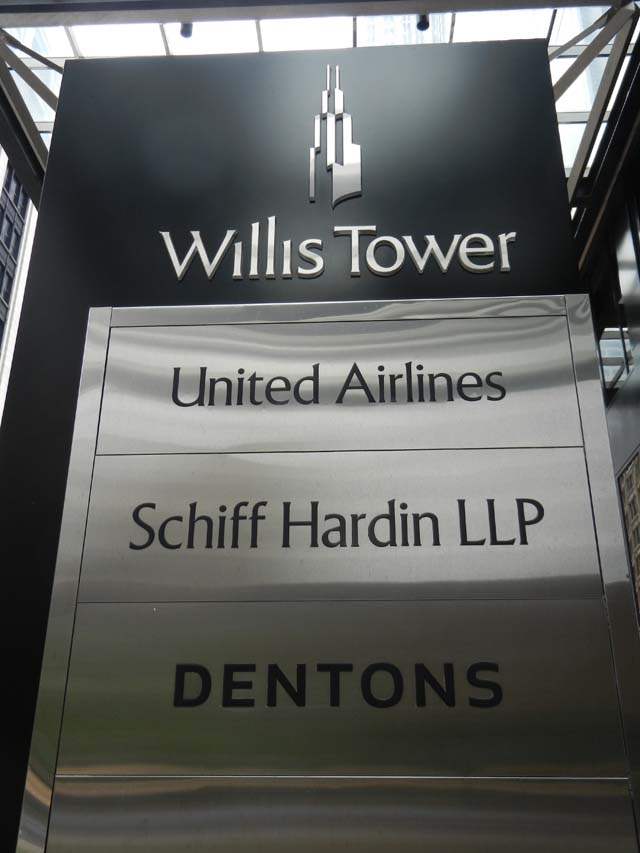 Willis Tower
United Airlines
Schiff Hardin LLP
DENTONS